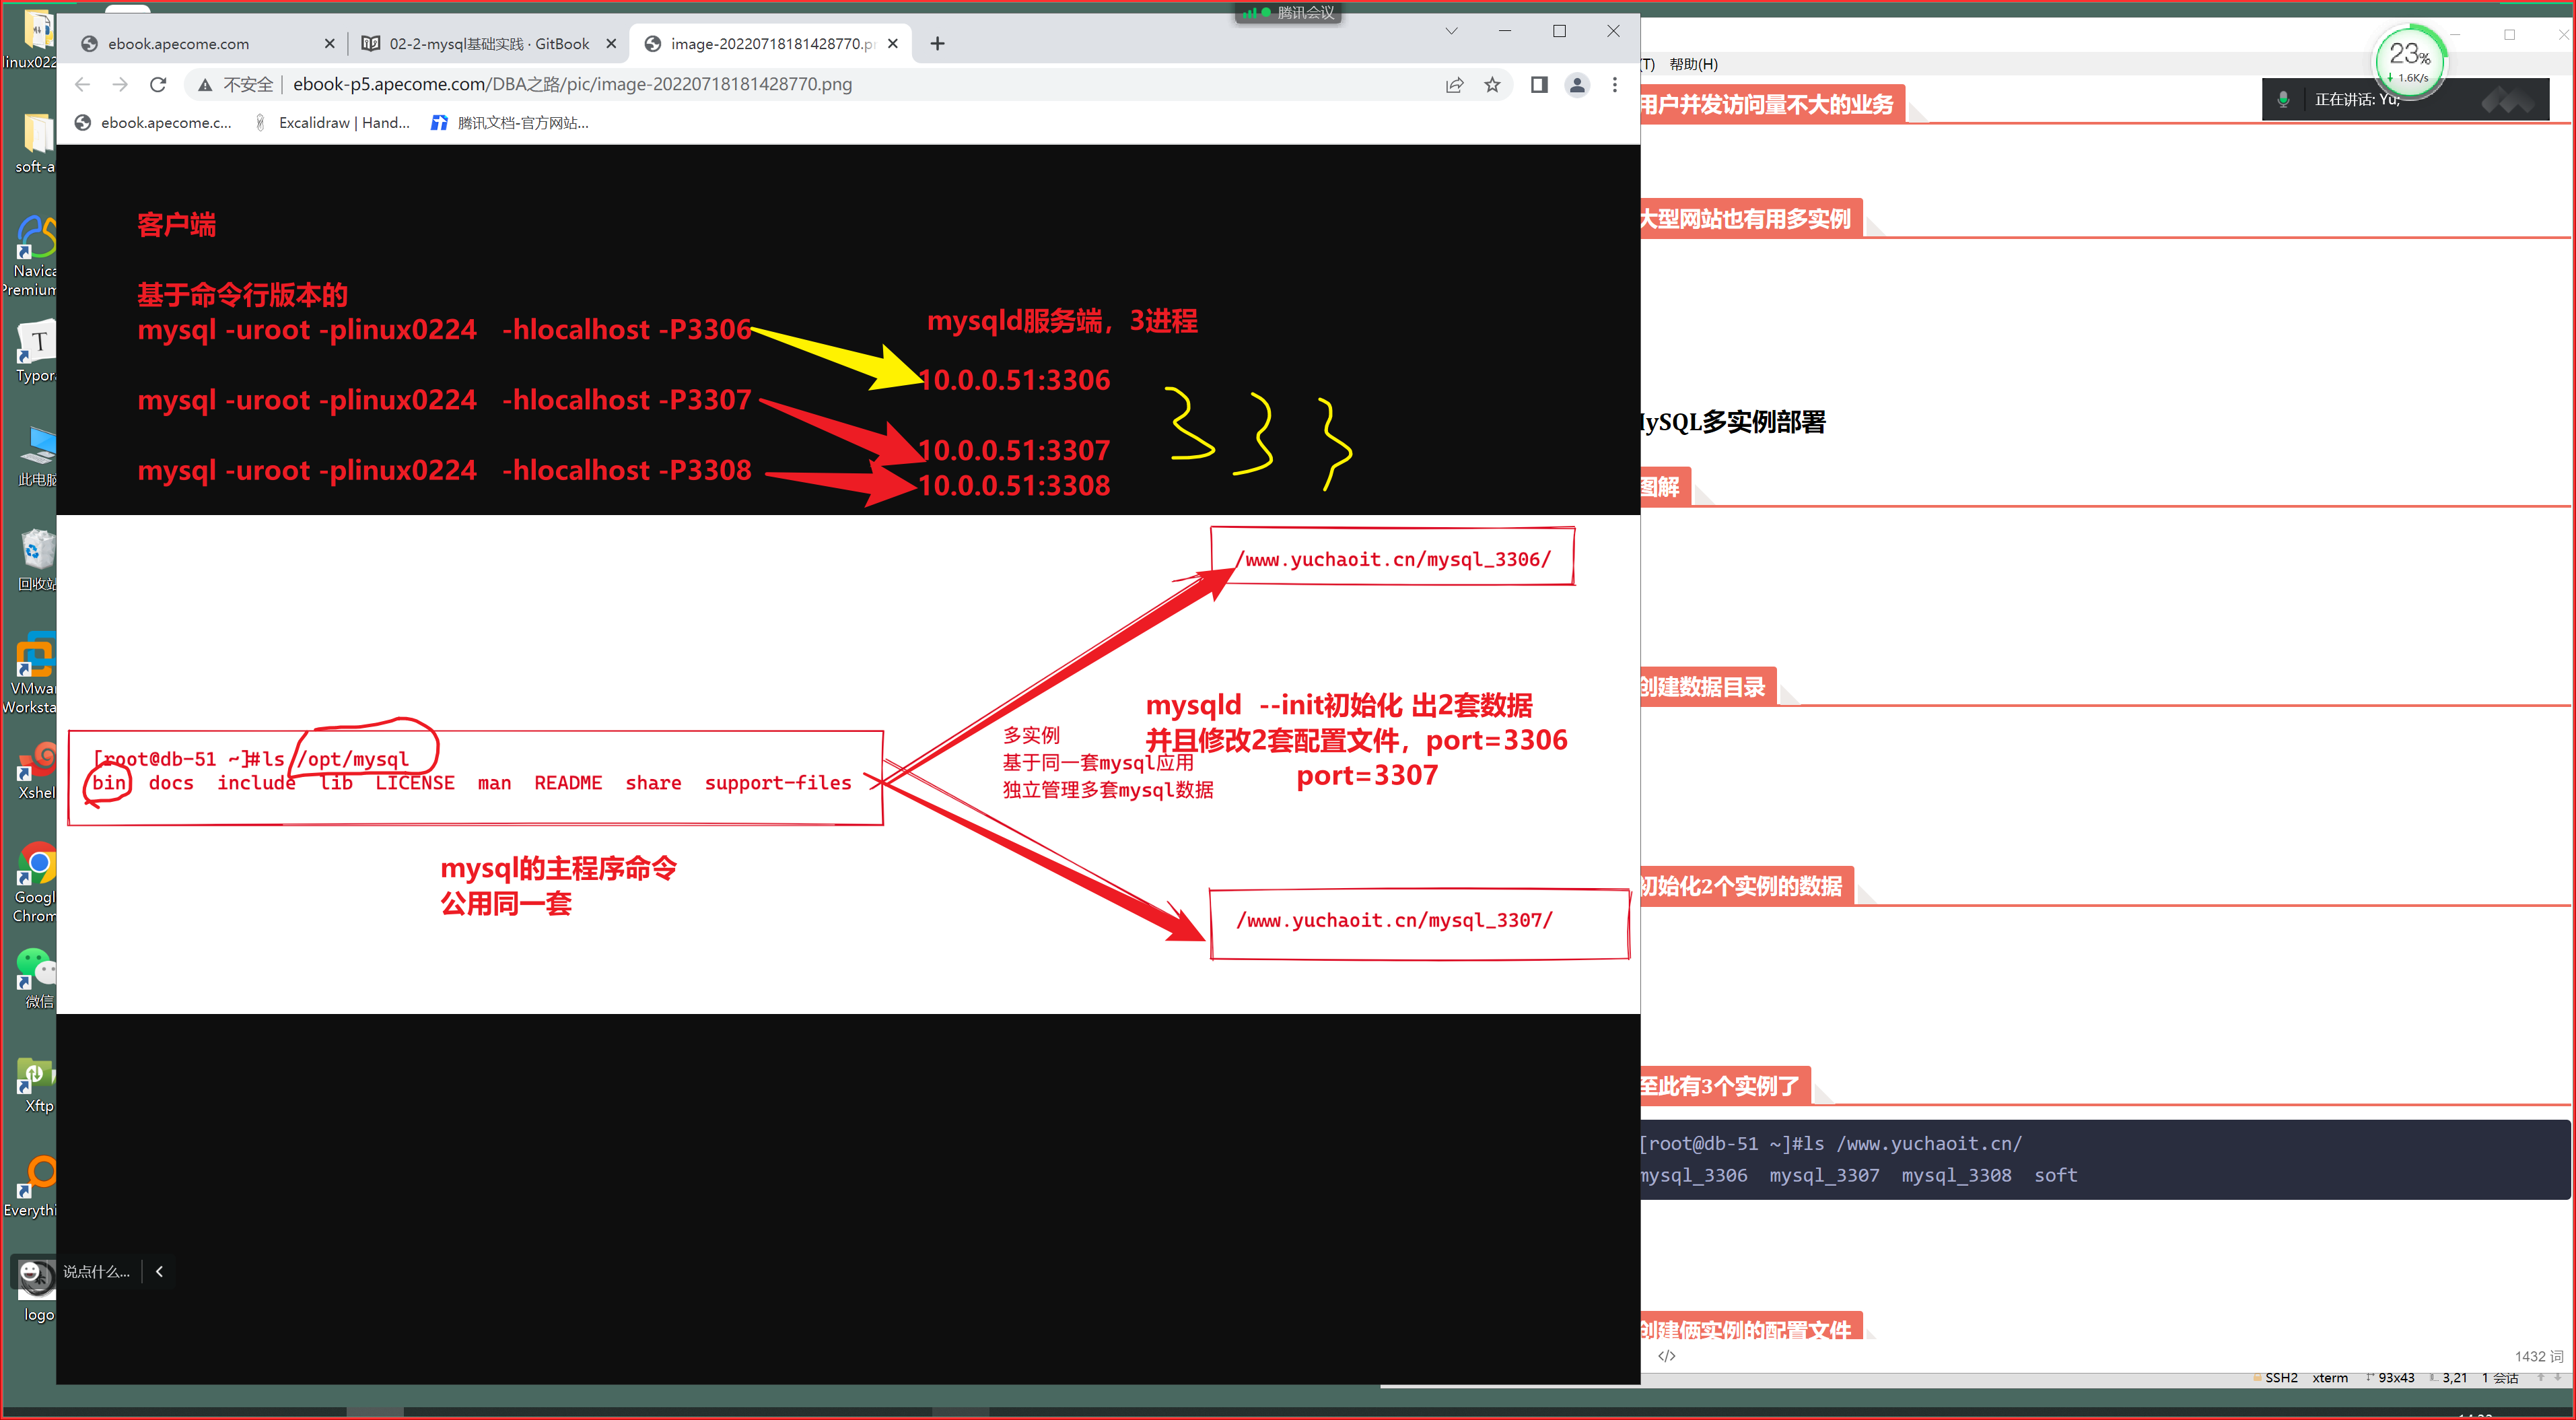 腾讯会议
ebook.apecome.com
02-2-mysql基础实践 · GitBook
image-20220718181428770.pr
不安全
ebook-p5.apecome.com/DBA之路/pic/image-20220718181428770.png
ebook.apecome.c...
Excalidraw | Hand...
腾讯文档-官方网站...
linux022
soft-a
Navica
Premium
Typor
此电脑
回收站
VMwar
Worksta
Xshel
Googl
Chrom
微信
Xftp
Everythi
说点什么...
logo
客户端
基于命令行版本的
mysql -uroot -plinux0224 -hlocalhost -P3306
mysql -uroot -plinux0224 -hlocalhost -P3307
mysql -uroot -plinux0224 -hlocalhost -P3308
mysqld服务端，3进程
10.0.0.51:3306
10.0.0.51:3307
10.0.0.51:3308
3 3 3
/www.yuchaoit.cn/mysql_3306/
[root@db-51 ~]#ls /opt/mysql
bin docs include lib LICENSE man README share support-files
mysql的主程序命令
公用同一套
多实例
基于同一套mysql应用
独立管理多套mysql数据
mysqld --init初始化 出2套数据
并且修改2套配置文件，port=3306
port=3307
/www.yuchaoit.cn/mysql_3307/
(T) 帮助(H)
23%
1.6K/s
正在讲话: Yu;
用户并发访问量不大的业务
大型网站也有用多实例
MySQL多实例部署
图解
创建数据目录
初始化2个实例的数据
至此有3个实例了
[root@db-51 ~]#ls /www.yuchaoit.cn/
mysql_3306 mysql_3307 mysql_3308 soft
创建俩实例的配置文件
</>
1432 词
SSH2 xterm 93x43 3,21 1 会话